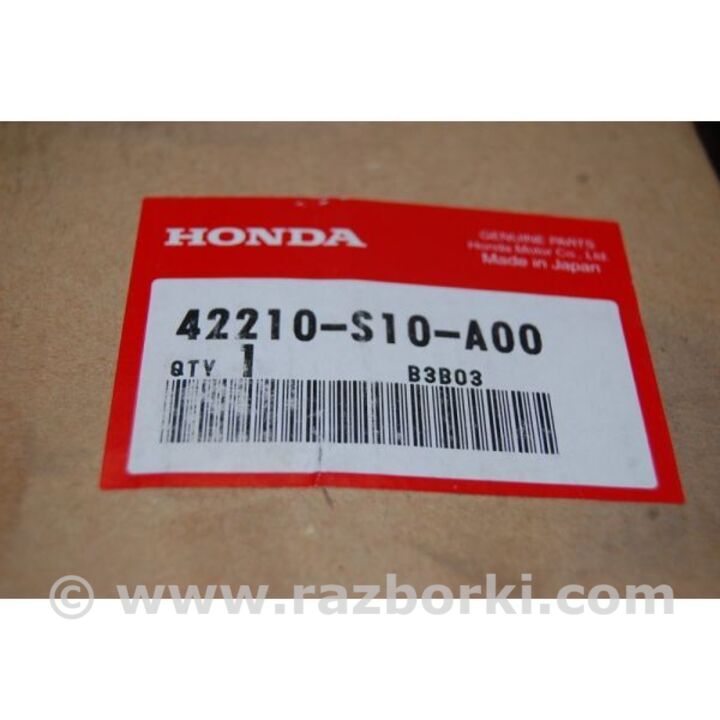 HONDA
GENUINE PARTS
Honda Motor Co., Ltd.
Made in Japan
42210-S10-A00
QTY 1
B3B03
© www.razborki.com